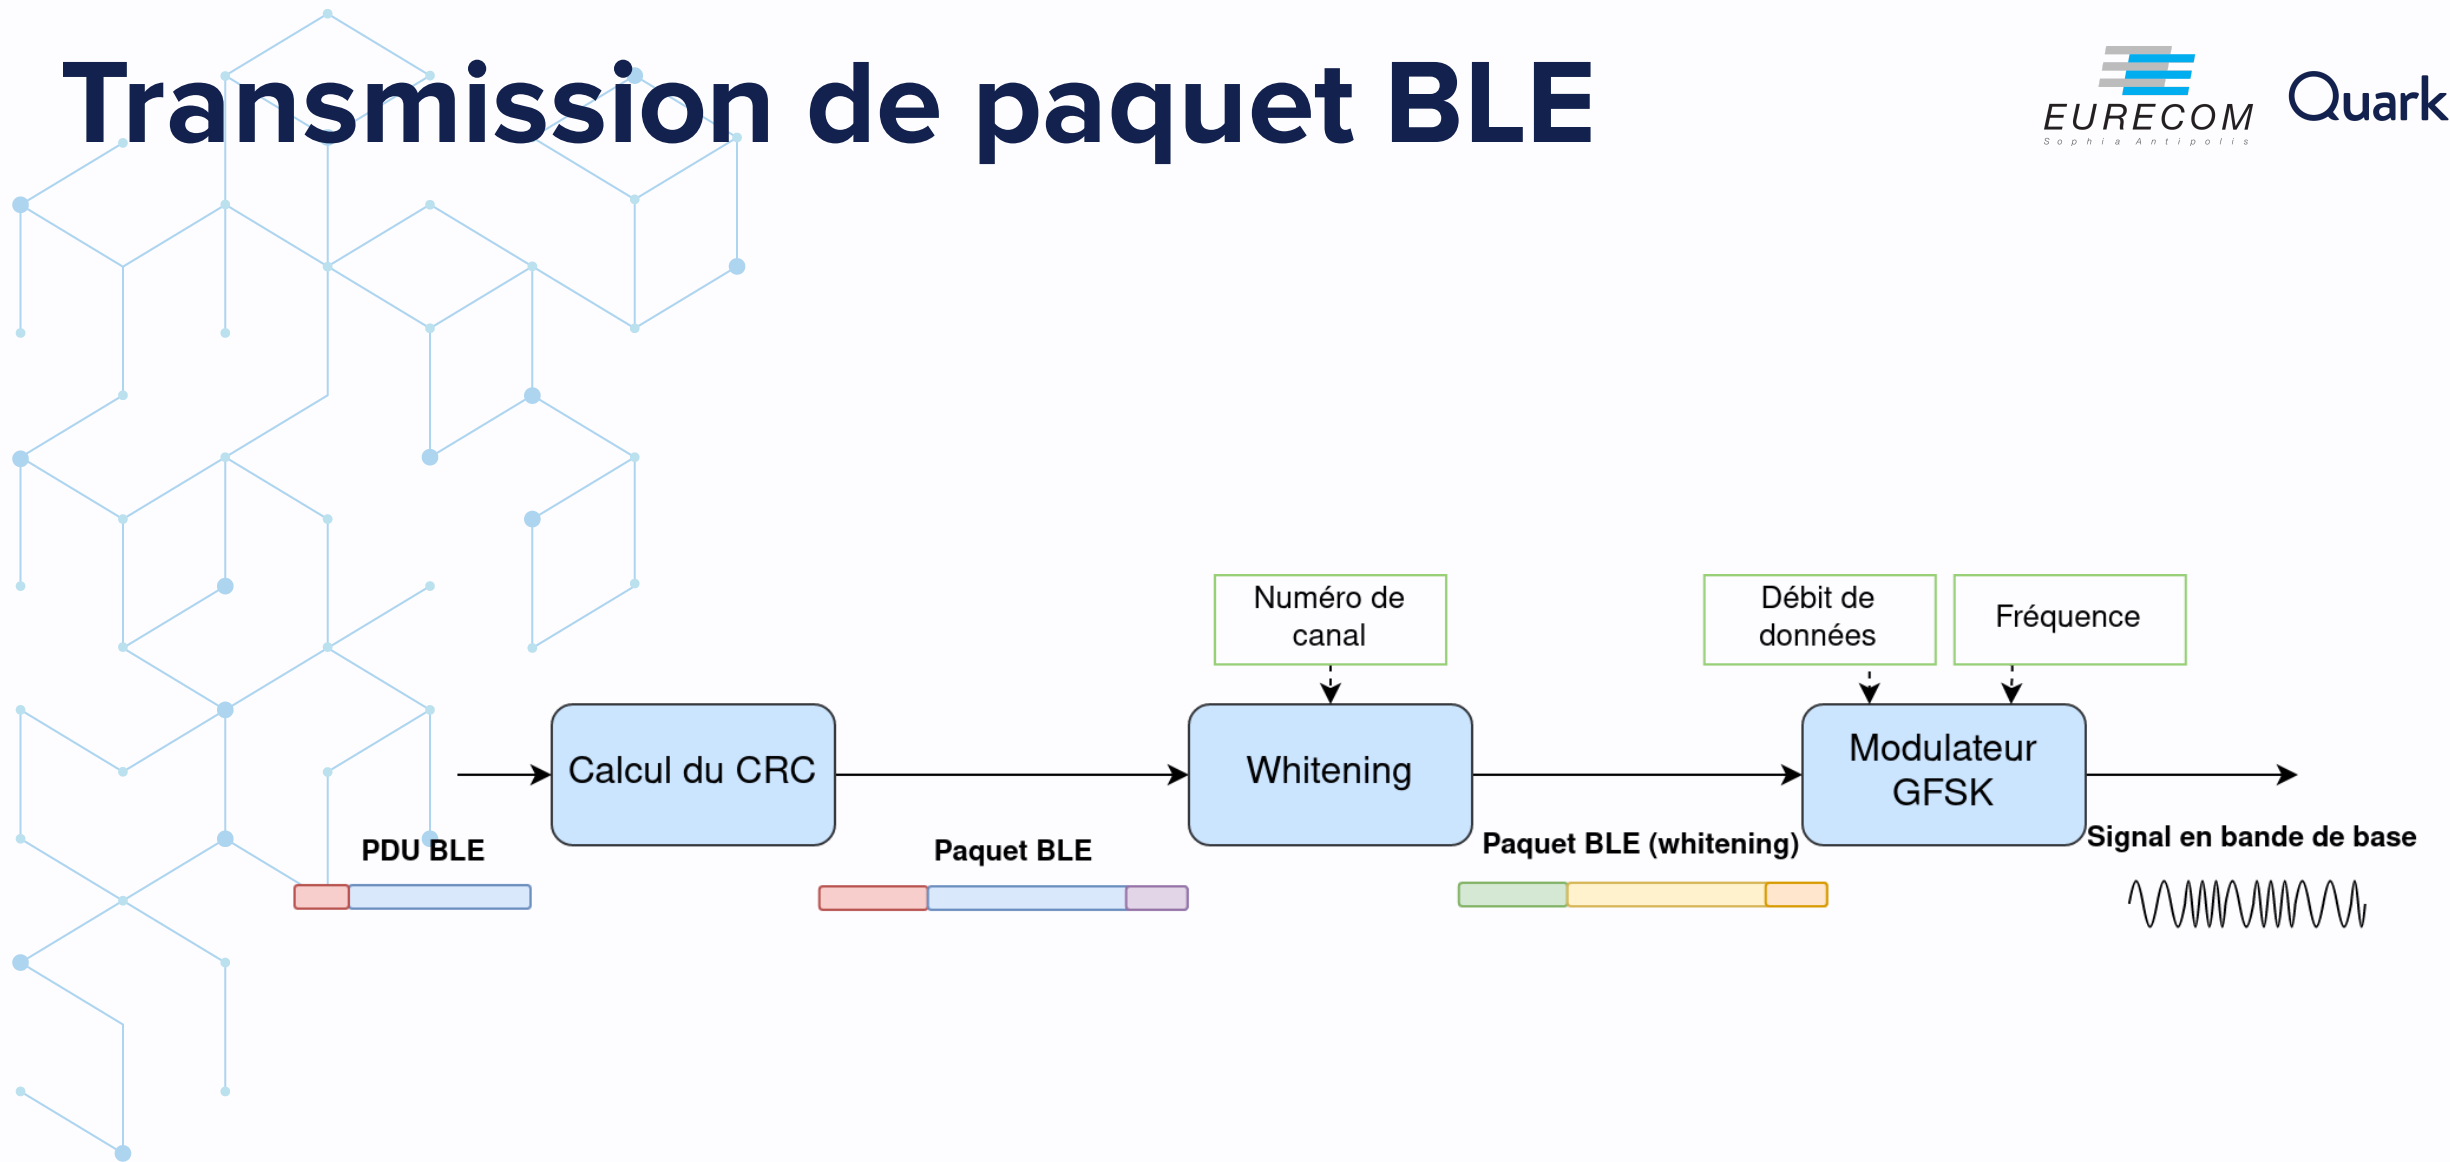 Transmission de paquet BLE
EURECOM
Sophia Antipolis
Quark
Numéro de
canal
Débit de
données
Fréquence
Calcul du CRC
Whitening
Modulateur
GFSK
PDU BLE
Paquet BLE
Paquet BLE (whitening)
Signal en bande de base